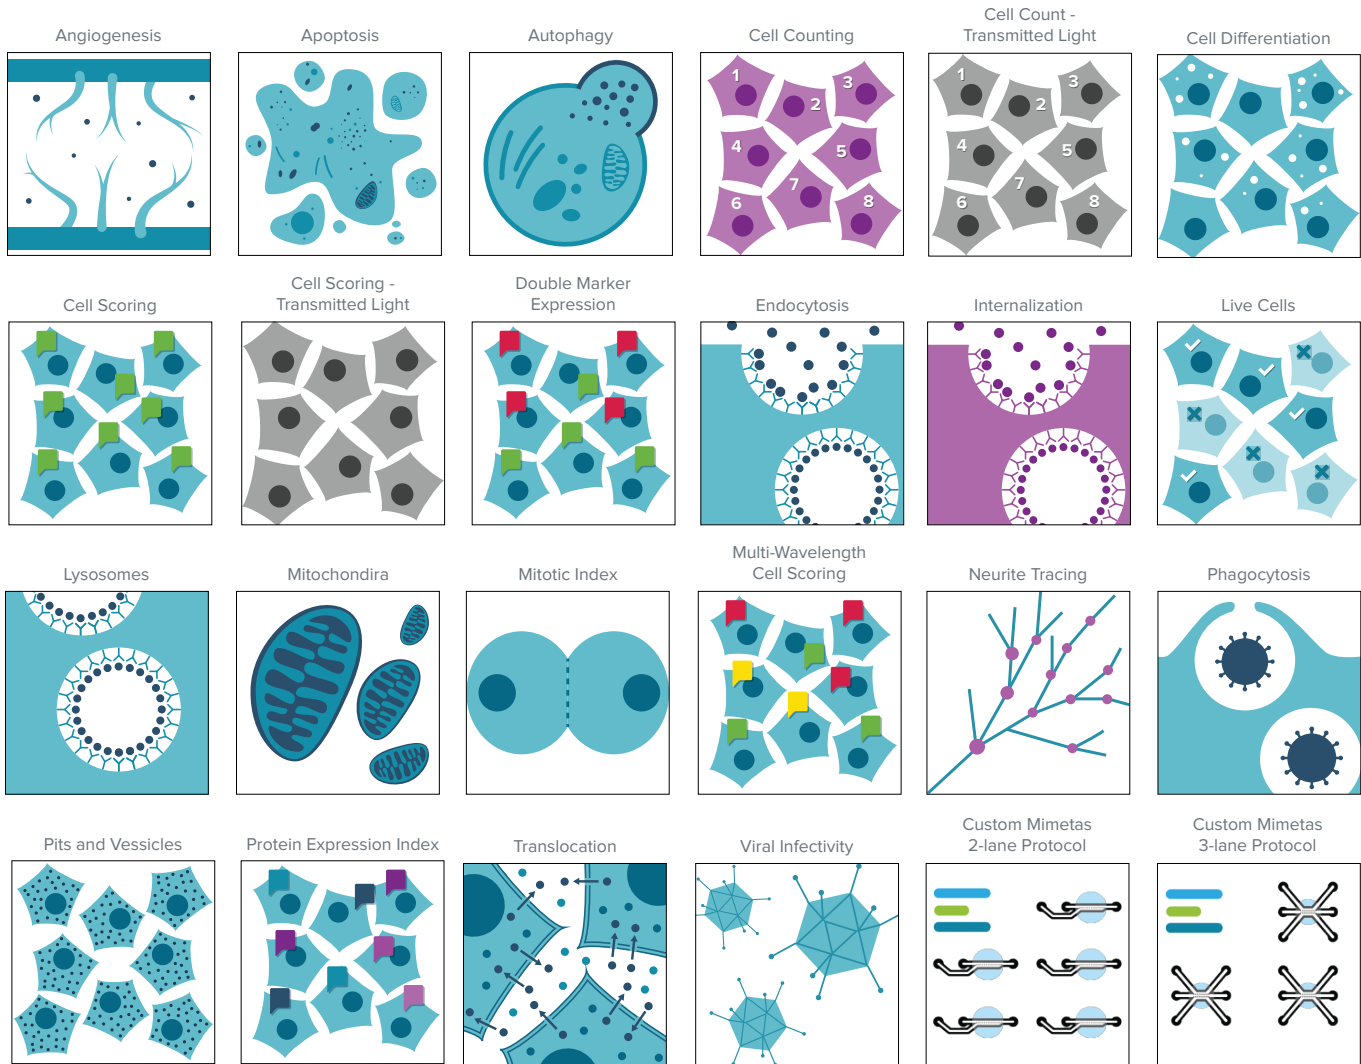 Angiogenesis
Apoptosis
Autophagy
Cell Counting
Cell Count -
Transmitted Light
Cell Differentiation
1
2
3
4
5
6
7
8
1
2
3
4
5
6
7
8
Cell Scoring
Cell Scoring -
Transmitted Light
Double Marker
Expression
Endocytosis
Internalization
Live Cells
Lysosomes
Mitochondira
Mitotic Index
Multi-Wavelength
Cell Scoring
Neurite Tracing
Phagocytosis
Pits and Vessicles
Protein Expression Index
Translocation
Viral Infectivity
Custom Mimetas
2-lane Protocol
Custom Mimetas
3-lane Protocol